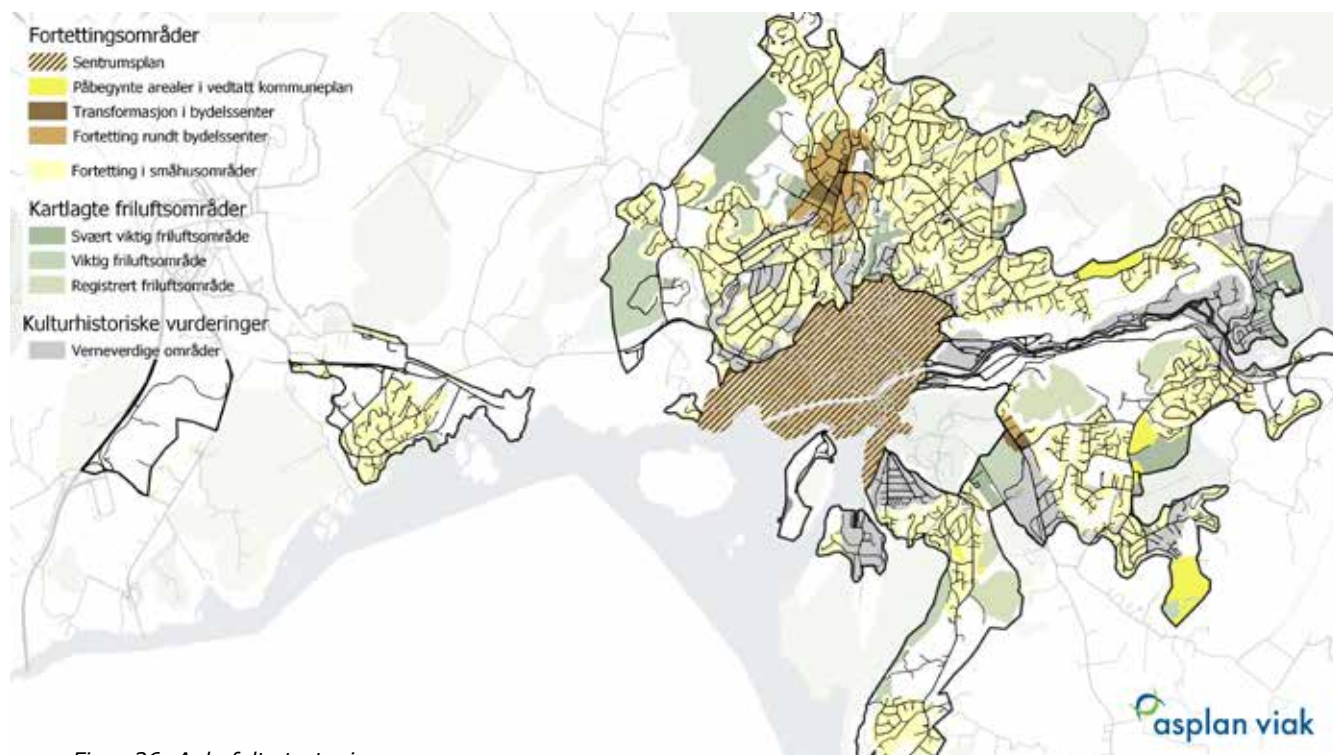 Fortettingsområder
Sentrumsplan
Påbegynte arealer i vedtatt kommuneplan
Transformasjon i bydelssenter
Fortetting rundt bydelssenter
Fortetting i småhusområder
Kartlagte friluftsområder
Svært viktig friluftsområde
Viktig friluftsområde
Registrert friluftsområde
Kulturhistoriske vurderinger
Verneverdige områder
asplan viak